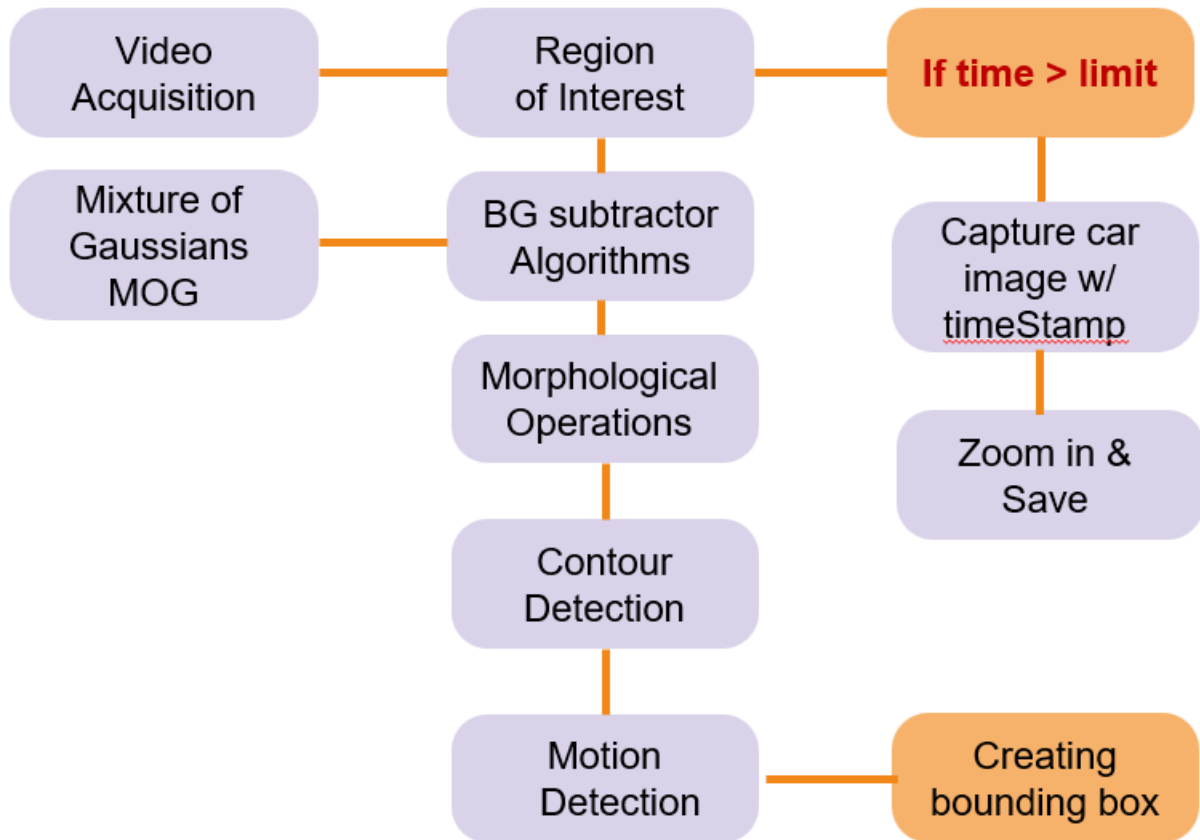 Video
Acquisition
Region
of Interest
If time > limit
Mixture of
Gaussians
MOG
BG subtractor
Algorithms
Capture car
image w/
timeStamp
Morphological
Operations
Zoom in &
Save
Contour
Detection
Motion
Detection
Creating
bounding box